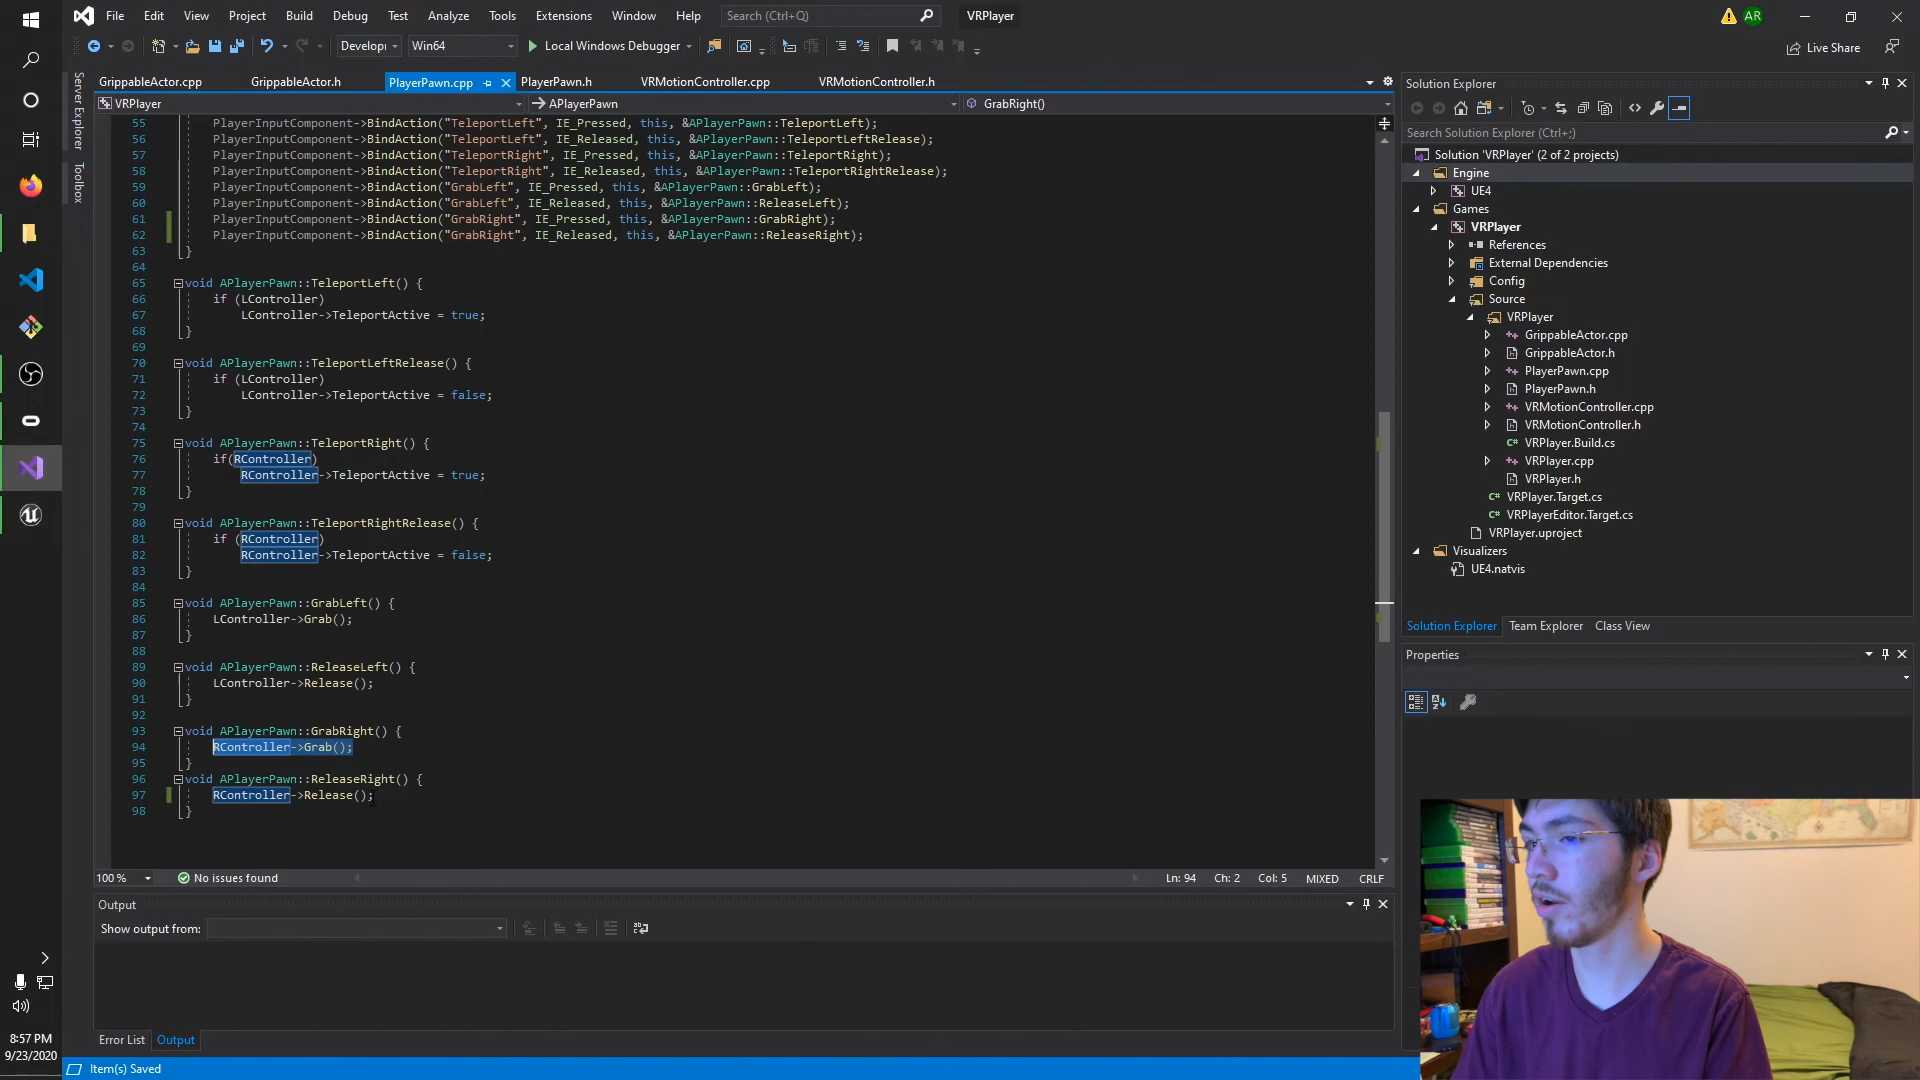 File Edit View Project Build Debug Test Analyze Tools Extensions Window Help Search (Ctrl+Q) VRPlayer AR
Develop Win64 Local Windows Debugger Live Share
GrippableActor.cpp GrippableActor.h PlayerPawn.cpp PlayerPawn.h VRMotionController.cpp VRMotionController.h
VRPlayer APlayerPawn GrabRight()
Server Explorer
Toolbox
55 PlayerInputComponent->BindAction("TeleportLeft", IE_Pressed, this, &APlayerPawn::TeleportLeft);
56 PlayerInputComponent->BindAction("TeleportLeft", IE_Released, this, &APlayerPawn::TeleportLeftRelease);
57 PlayerInputComponent->BindAction("TeleportRight", IE_Pressed, this, &APlayerPawn::TeleportRight);
58 PlayerInputComponent->BindAction("TeleportRight", IE_Released, this, &APlayerPawn::TeleportRightRelease);
59 PlayerInputComponent->BindAction("GrabLeft", IE_Pressed, this, &APlayerPawn::GrabLeft);
60 PlayerInputComponent->BindAction("GrabLeft", IE_Released, this, &APlayerPawn::ReleaseLeft);
61 PlayerInputComponent->BindAction("GrabRight", IE_Pressed, this, &APlayerPawn::GrabRight);
62 PlayerInputComponent->BindAction("GrabRight", IE_Released, this, &APlayerPawn::ReleaseRight);
63 }
64
65 void APlayerPawn::TeleportLeft() {
66 if (LController)
67 LController->TeleportActive = true;
68 }
69
70 void APlayerPawn::TeleportLeftRelease() {
71 if (LController)
72 LController->TeleportActive = false;
73 }
74
75 void APlayerPawn::TeleportRight() {
76 if(RController)
77 RController->TeleportActive = true;
78 }
79
80 void APlayerPawn::TeleportRightRelease() {
81 if (RController)
82 RController->TeleportActive = false;
83 }
84
85 void APlayerPawn::GrabLeft() {
86 LController->Grab();
87 }
88
89 void APlayerPawn::ReleaseLeft() {
90 LController->Release();
91 }
92
93 void APlayerPawn::GrabRight() {
94 RController->Grab();
95 }
96 void APlayerPawn::ReleaseRight() {
97 RController->Release();
98 }
100 % No issues found Ln: 94 Ch: 2 Col: 5 MIXED CRLF
Output
Show output from:
Error List Output
Item(s) Saved
Solution Explorer
Search Solution Explorer (Ctrl+;)
Solution 'VRPlayer' (2 of 2 projects)
Engine
UE4
Games
VRPlayer
References
External Dependencies
Config
Source
VRPlayer
GrippableActor.cpp
GrippableActor.h
PlayerPawn.cpp
PlayerPawn.h
VRMotionController.cpp
VRMotionController.h
VRPlayer.Build.cs
VRPlayer.cpp
VRPlayer.h
VRPlayer.Target.cs
VRPlayerEditor.Target.cs
VRPlayer.uproject
Visualizers
UE4.natvis
Solution Explorer Team Explorer Class View
Properties
8:57 PM
9/23/2020